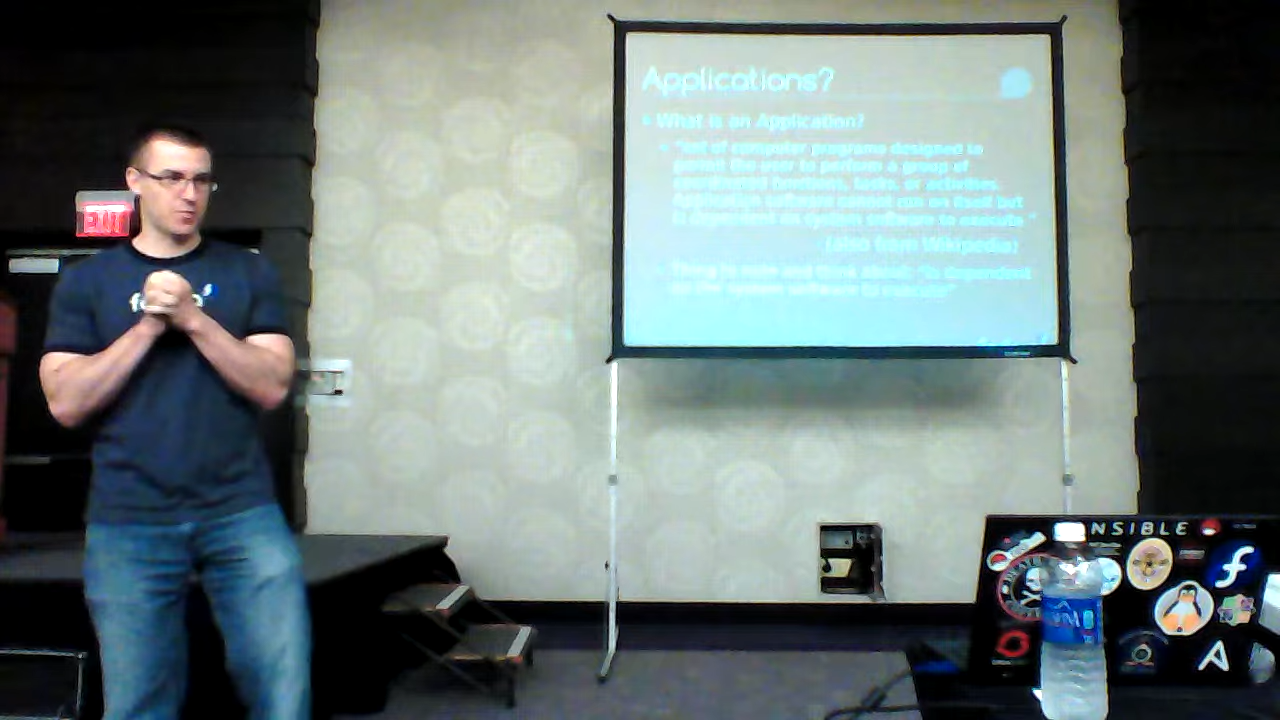 Applications?
What is an Application?
"set of computer programs designed to
permit the user to perform a group of
coordinated functions, tasks, or activities.
Application software cannot run on itself but
is dependent on system software to execute"
(also from Wikipedia)
Thing to note and think about: "is dependent
on the system software to execute"
EXIT
NSIBLE